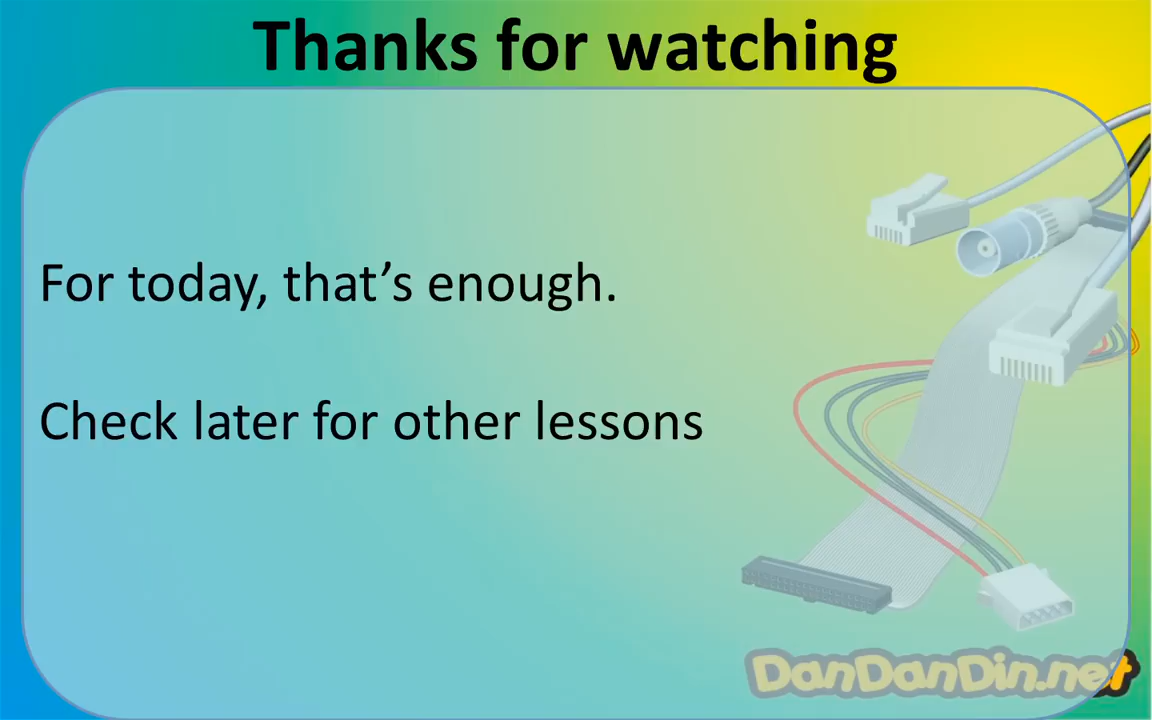 Thanks for watching
For today, that’s enough.
Check later for other lessons
DanDanDin.net